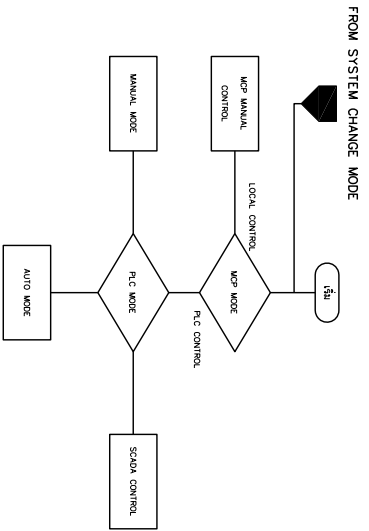 FROM SYSTEM CHANGE MODE
เริ่ม
MCP MANUAL
CONTROL
LOCAL CONTROL
MCP MODE
PLC CONTROL
MANUAL MODE
PLC MODE
SCADA CONTROL
AUTO MODE